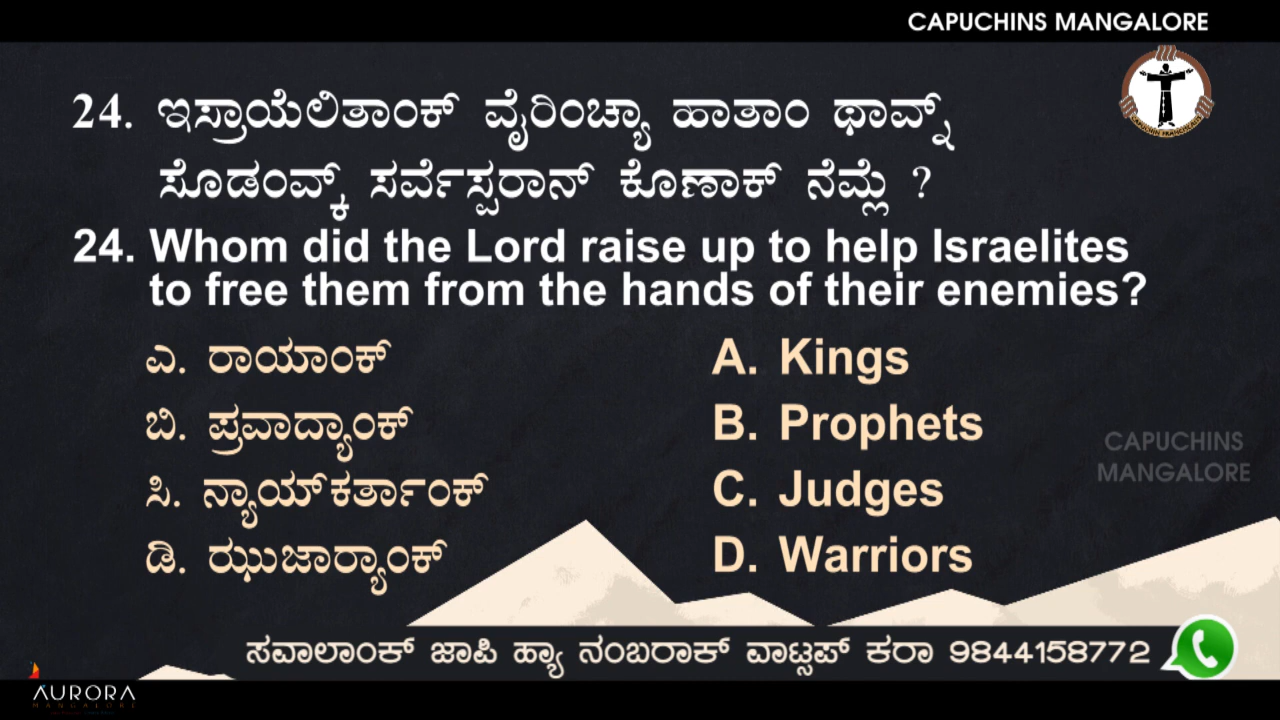 CAPUCHINS MANGALORE
24. ಇಸ್ರಾಯೆಲಿತಾಂಕ್ ವೈರಿಂಚ್ಯಾ ಹಾತಾಂ ಥಾವ್ನ್
ಸೊಡಂವ್ಕ್ ಸರ್ವೆಸ್ಪರಾನ್ ಕೊಣಾಕ್ ನೆಮ್ಲೆ ?
24. Whom did the Lord raise up to help Israelites
to free them from the hands of their enemies?
ಎ. ರಾಯಾಂಕ್
A. Kings
ಬಿ. ಪ್ರವಾದ್ಯಾಂಕ್
B. Prophets
ಸಿ. ನ್ಯಾಯ್‌ಕರ್ತಾಂಕ್
C. Judges
ಡಿ. ಝುಜಾರ‍್ಯಾಂಕ್
D. Warriors
CAPUCHINS
MANGALORE
ಸವಾಲಾಂಕ್ ಜಾಪಿ ಹ್ಯಾ ನಂಬರಾಕ್ ವಾಟ್ಸಪ್ ಕರಾ 9844158772
AURORA
MANGALORE